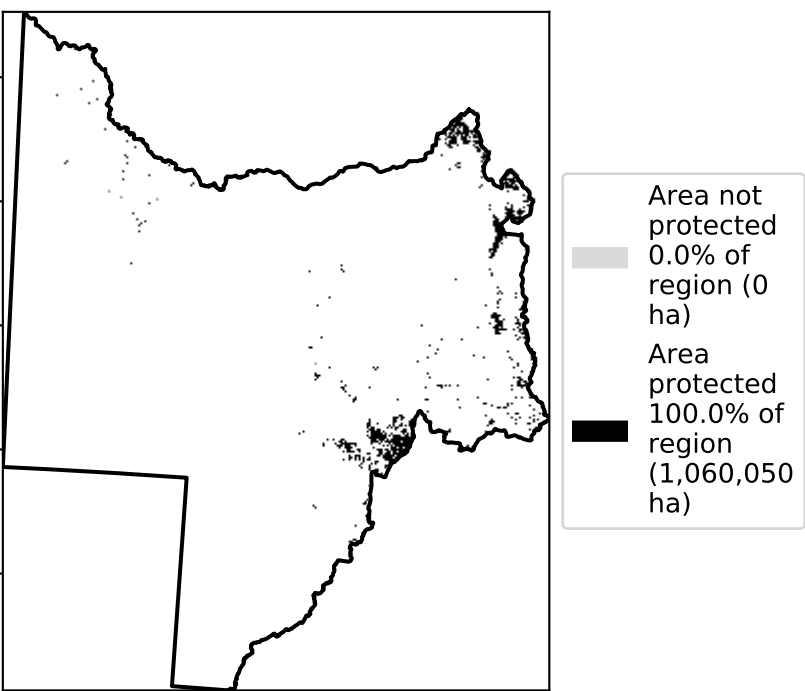 Area not
protected
0.0% of
region (0
ha)
Area
protected
100.0% of
region
(1,060,050
ha)